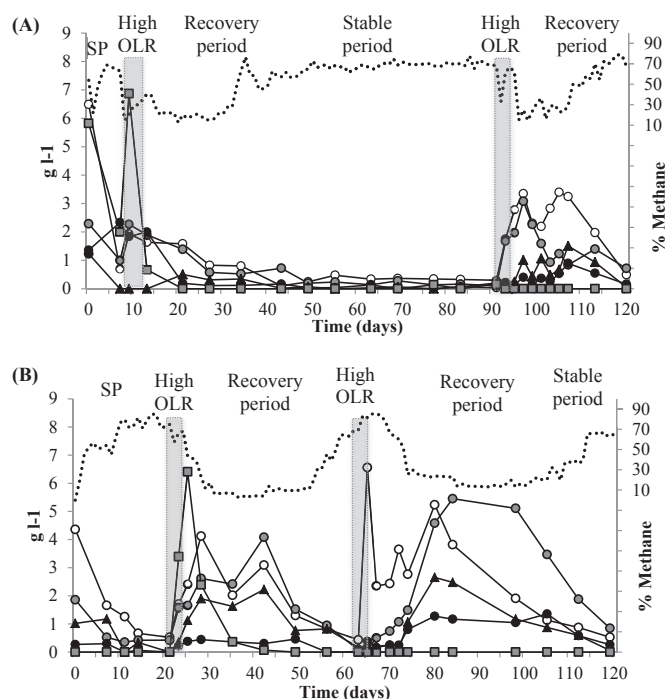 (A)
SP
High
OLR
Recovery
period
Stable
period
High
OLR
Recovery
period
9
8
7
6
5
4
3
2
1
0
g l-1
90
70
50
30
10
% Methane
0 10 20 30 40 50 60 70 80 90 100 110 120
Time (days)
(B)
SP
High
OLR
Recovery
period
High
OLR
Recovery
period
Stable
period
9
8
7
6
5
4
3
2
1
0
g l-1
90
70
50
30
10
% Methane
0 10 20 30 40 50 60 70 80 90 100 110 120
Time (days)